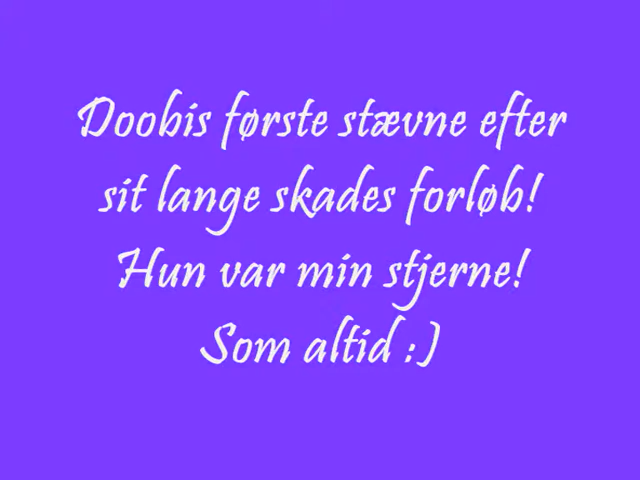 Doobis første stævne efter
sit lange skades forløb!
Hun var min stjerne!
Som altid :)